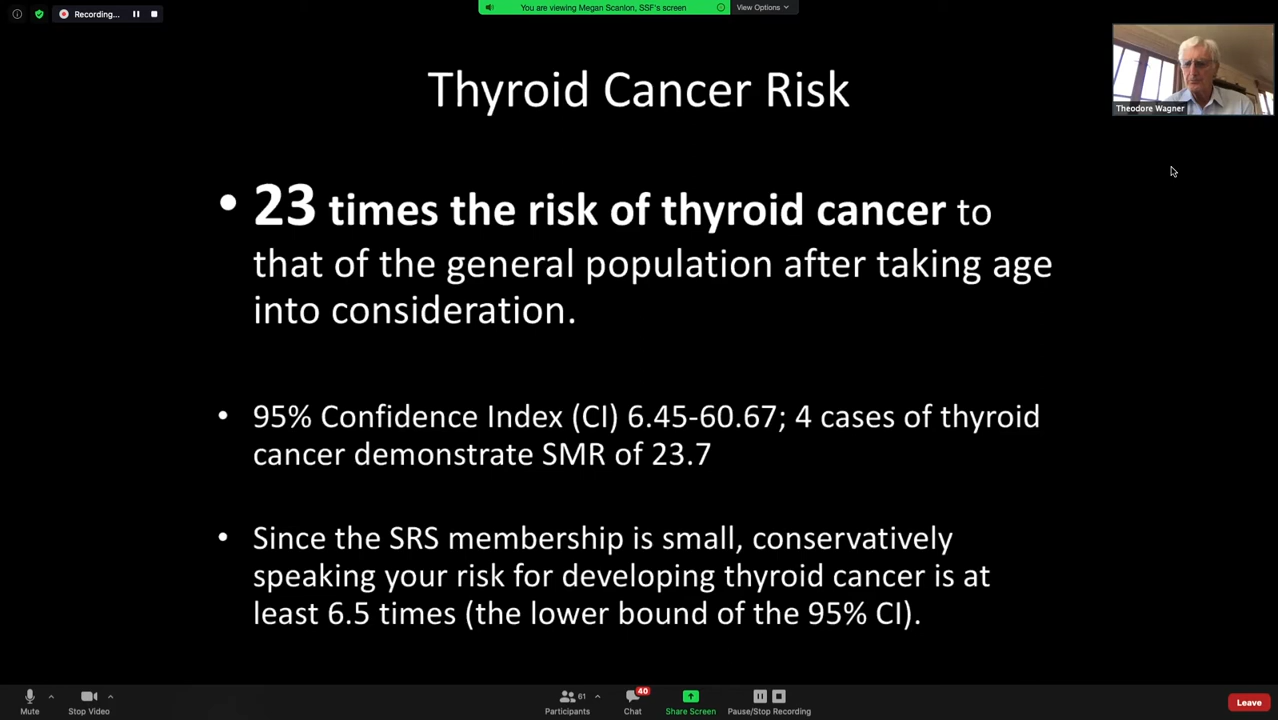 Recording...
You are viewing Megan Scanlon, SSF's screen
View Options
Theodore Wagner
Thyroid Cancer Risk
• 23 times the risk of thyroid cancer to
that of the general population after taking age
into consideration.
• 95% Confidence Index (CI) 6.45-60.67; 4 cases of thyroid
cancer demonstrate SMR of 23.7
• Since the SRS membership is small, conservatively
speaking your risk for developing thyroid cancer is at
least 6.5 times (the lower bound of the 95% CI).
Mute
Stop Video
61
Participants
40
Chat
Share Screen
Pause/Stop Recording
Leave